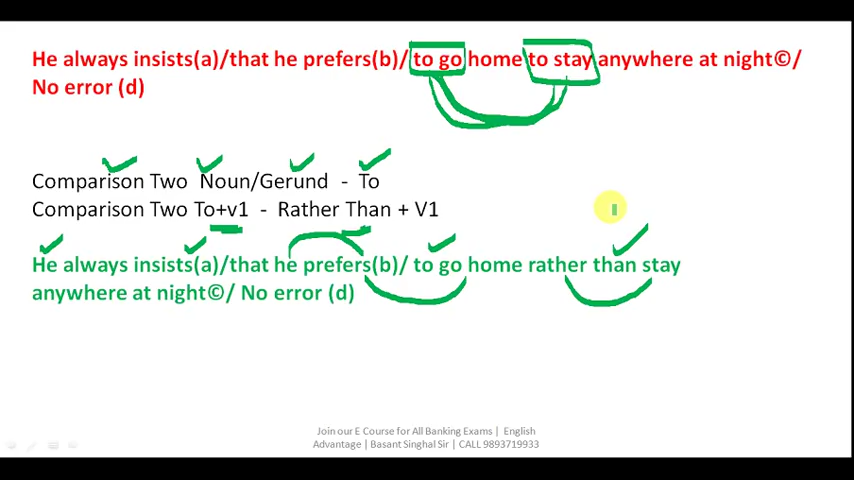 He always insists(a)/that he prefers(b)/ to go home to stay anywhere at night©/
No error (d)
Comparison Two Noun/Gerund - To
Comparison Two To+v1 - Rather Than + V1
He always insists(a)/that he prefers(b)/ to go home rather than stay
anywhere at night©/ No error (d)
Join our E Course for All Banking Exams | English
Advantage | Basant Singhal Sir | CALL 9893719933